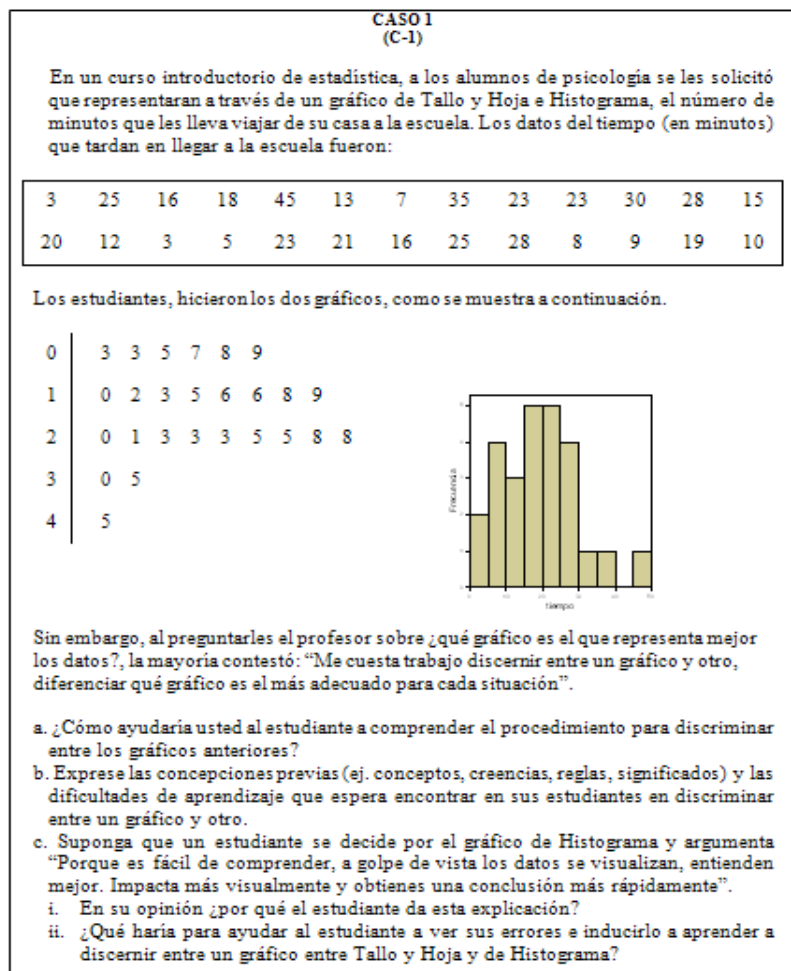 CASO 1
(C-1)
En un curso introductorio de estadística, a los alumnos de psicología se les solicitó
que representaran a través de un gráfico de Tallo y Hoja e Histograma, el número de
minutos que les lleva viajar de su casa a la escuela. Los datos del tiempo (en minutos)
que tardan en llegar a la escuela fueron:
3 25 16 18 45 13 7 35 23 23 30 28 15
20 12 3 5 23 21 16 25 28 8 9 19 10
Los estudiantes, hicieron los dos gráficos, como se muestra a continuación.
0 3 3 5 7 8 9
1 0 2 3 5 6 6 8 9
2 0 1 3 3 3 5 5 8 8
3 0 5
4 5
Frecuencia
tiempo
Sin embargo, al preguntarles el profesor sobre ¿qué gráfico es el que representa mejor
los datos?, la mayoría contestó: “Me cuesta trabajo discernir entre un gráfico y otro,
diferenciar qué gráfico es el más adecuado para cada situación”.
a. ¿Cómo ayudaría usted al estudiante a comprender el procedimiento para discriminar
entre los gráficos anteriores?
b. Exprese las concepciones previas (ej. conceptos, creencias, reglas, significados) y las
dificultades de aprendizaje que espera encontrar en sus estudiantes en discriminar
entre un gráfico y otro.
c. Suponga que un estudiante se decide por el gráfico de Histograma y argumenta
“Porque es fácil de comprender, a golpe de vista los datos se visualizan, entienden
mejor. Impacta más visualmente y obtienes una conclusión más rápidamente”.
i. En su opinión ¿por qué el estudiante da esta explicación?
ii. ¿Qué haría para ayudar al estudiante a ver sus errores e inducirlo a aprender a
discernir entre un gráfico entre Tallo y Hoja y de Histograma?